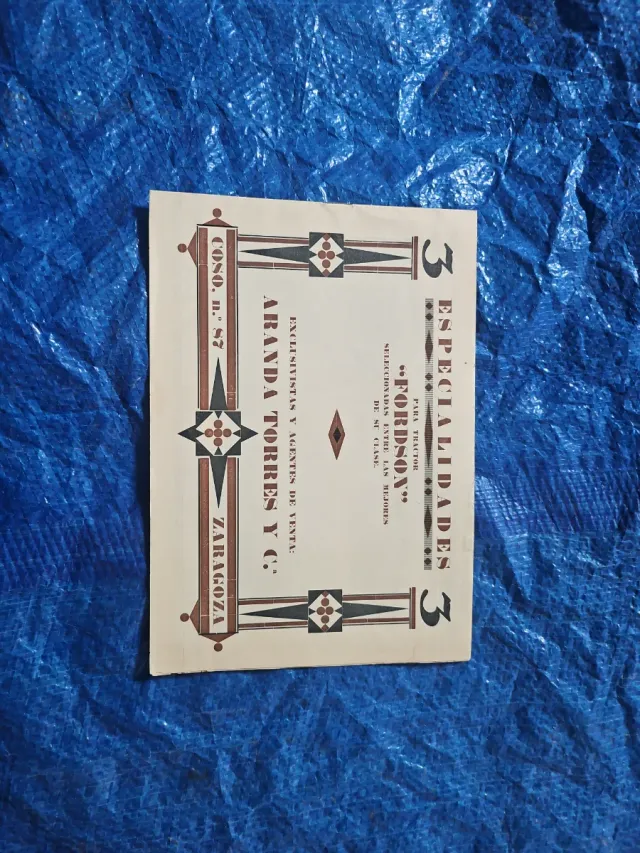 3 ESPECIALIDADES 3
PARA TRACTOR
“FORDSON”
SELECCIONADAS ENTRE LAS MEJORES
DE SU CLASE.
EXCLUSIVISTAS Y AGENTES DE VENTA:
ARANDA TORRES Y C.ª
COSO, n.º 87 ZARAGOZA